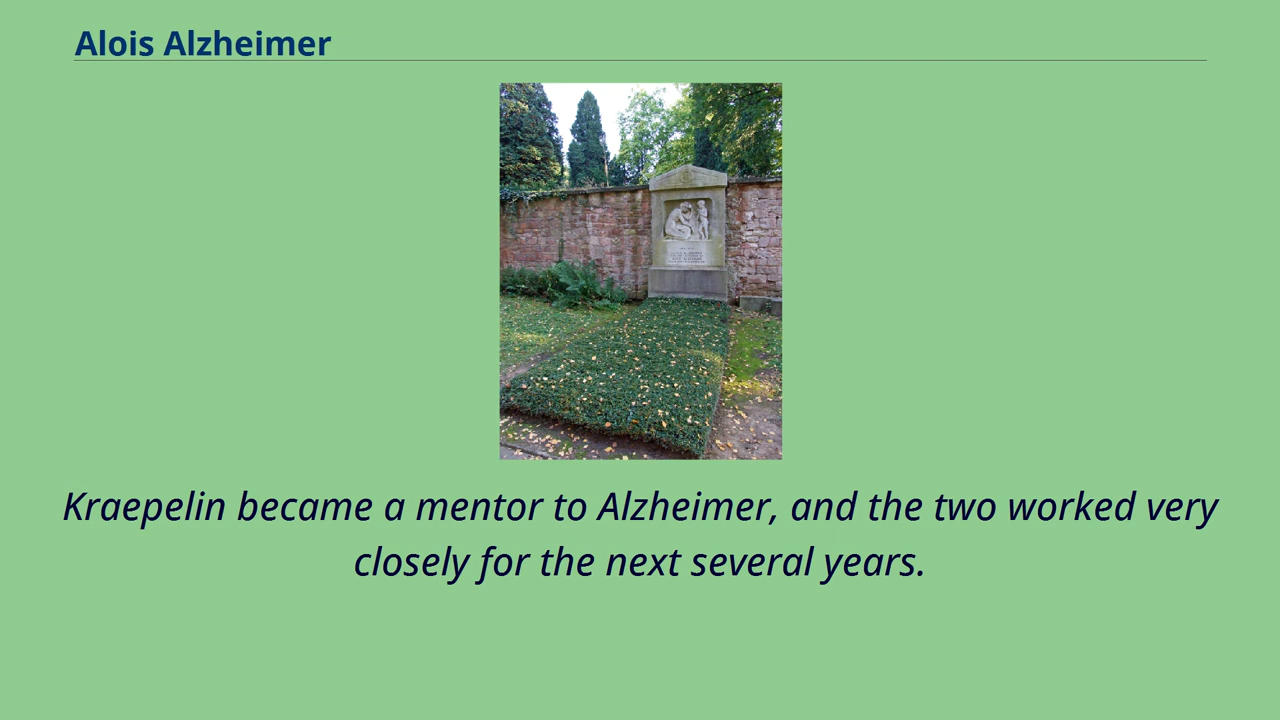 Alois Alzheimer
Kraepelin became a mentor to Alzheimer, and the two worked very
closely for the next several years.